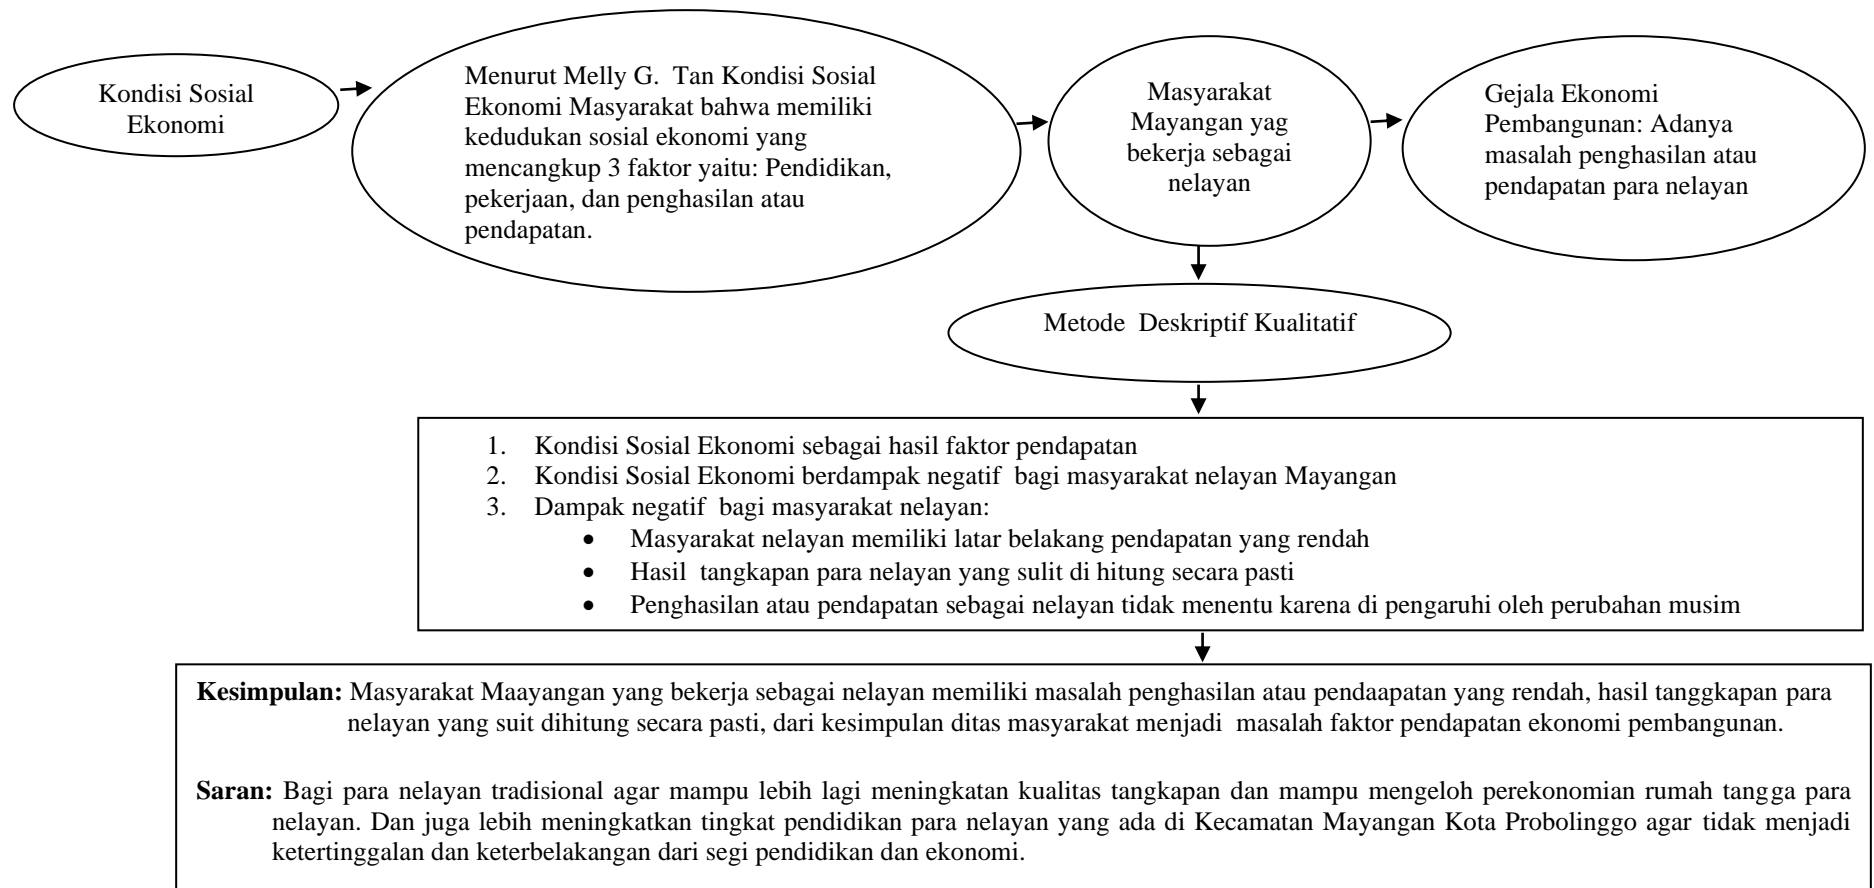 Kondisi Sosial
Ekonomi
Menurut Melly G. Tan Kondisi Sosial
Ekonomi Masyarakat bahwa memiliki
kedudukan sosial ekonomi yang
mencangkup 3 faktor yaitu: Pendidikan,
pekerjaan, dan penghasilan atau
pendapatan.
Masyarakat
Mayangan yag
bekerja sebagai
nelayan
Gejala Ekonomi
Pembangunan: Adanya
masalah penghasilan atau
pendapatan para nelayan
Metode Deskriptif Kualitatif
1. Kondisi Sosial Ekonomi sebagai hasil faktor pendapatan
2. Kondisi Sosial Ekonomi berdampak negatif bagi masyarakat nelayan Mayangan
3. Dampak negatif bagi masyarakat nelayan:
• Masyarakat nelayan memiliki latar belakang pendapatan yang rendah
• Hasil tangkapan para nelayan yang sulit di hitung secara pasti
• Penghasilan atau pendapatan sebagai nelayan tidak menentu karena di pengaruhi oleh perubahan musim
Kesimpulan: Masyarakat Maayangan yang bekerja sebagai nelayan memiliki masalah penghasilan atau pendaapatan yang rendah, hasil tanggkapan para
nelayan yang suit dihitung secara pasti, dari kesimpulan ditas masyarakat menjadi masalah faktor pendapatan ekonomi pembangunan.
Saran: Bagi para nelayan tradisional agar mampu lebih lagi meningkatan kualitas tangkapan dan mampu mengeloh perekonomian rumah tangga para
nelayan. Dan juga lebih meningkatkan tingkat pendidikan para nelayan yang ada di Kecamatan Mayangan Kota Probolinggo agar tidak menjadi
ketertinggalan dan keterbelakangan dari segi pendidikan dan ekonomi.